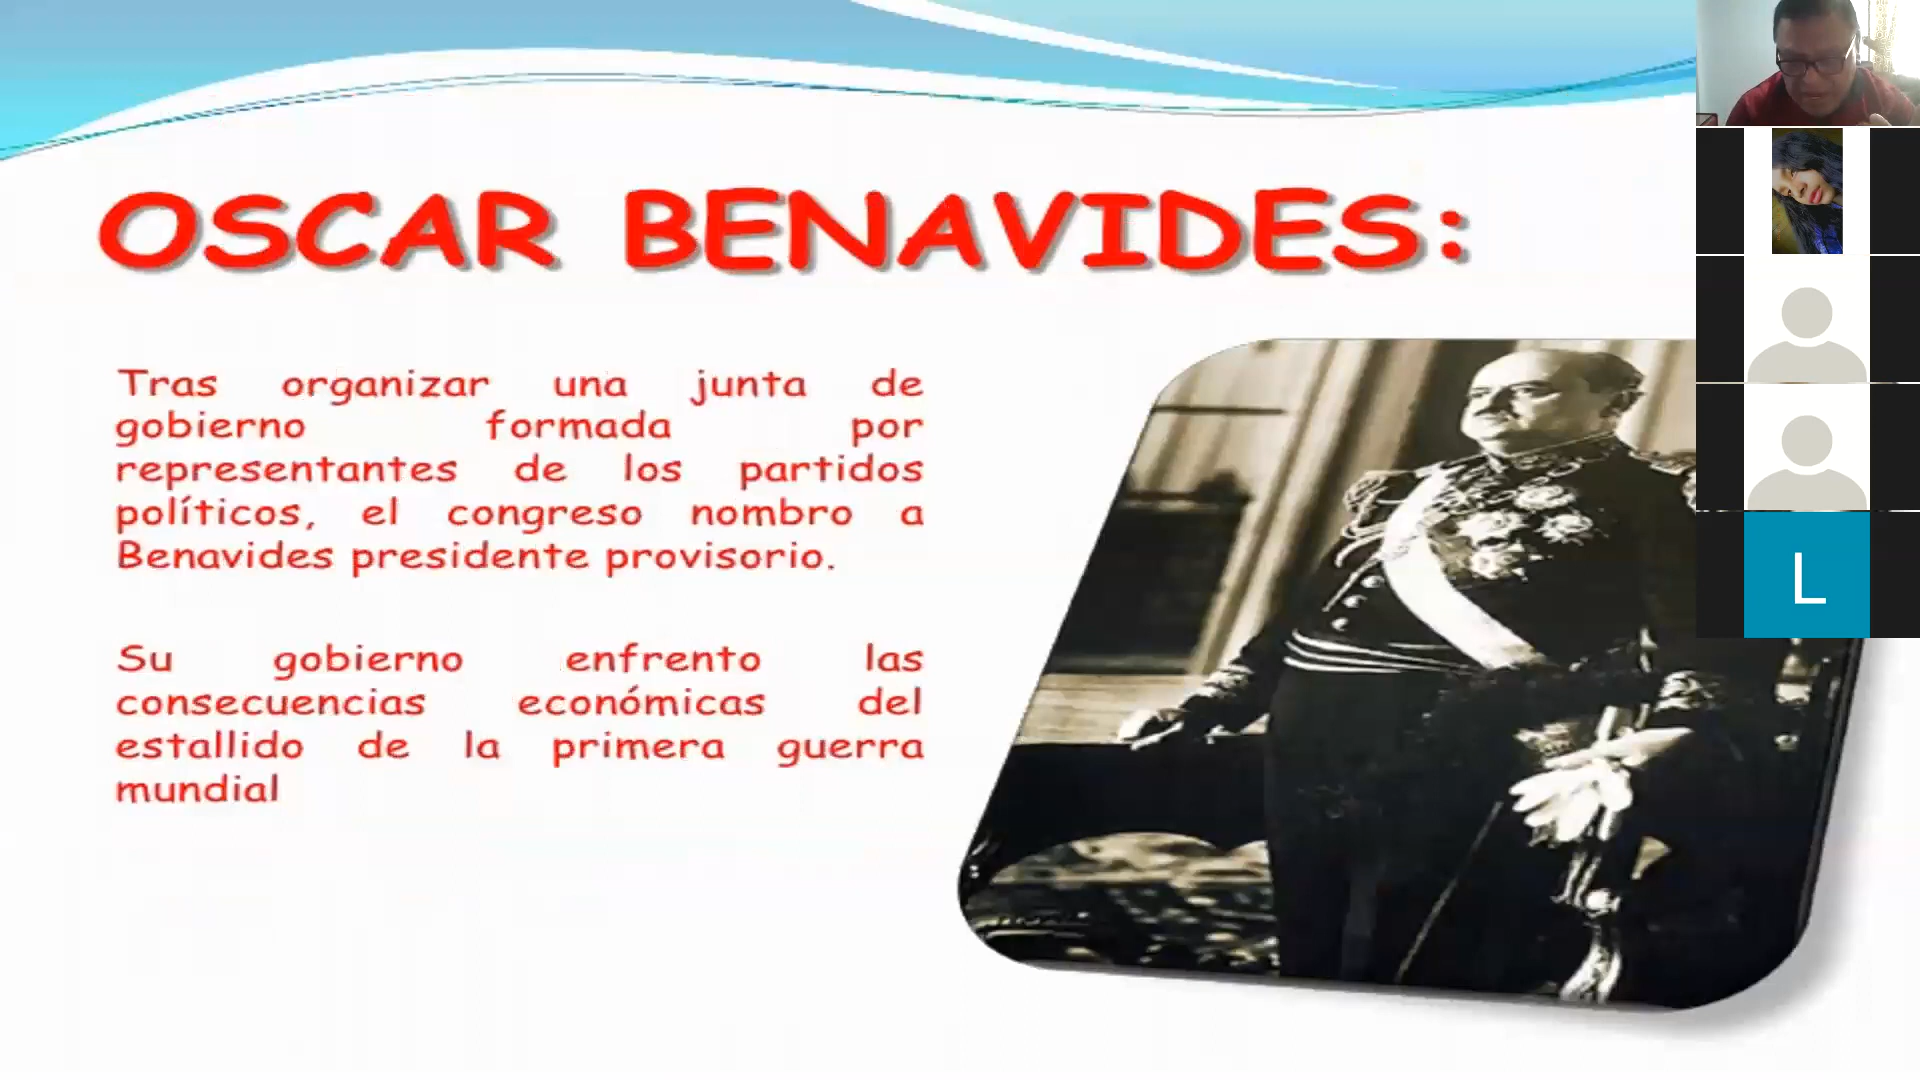 OSCAR BENAVIDES:
Tras organizar una junta de
gobierno formada por
representantes de los partidos
políticos, el congreso nombro a
Benavides presidente provisorio.
Su gobierno enfrento las
consecuencias económicas del
estallido de la primera guerra
mundial
L